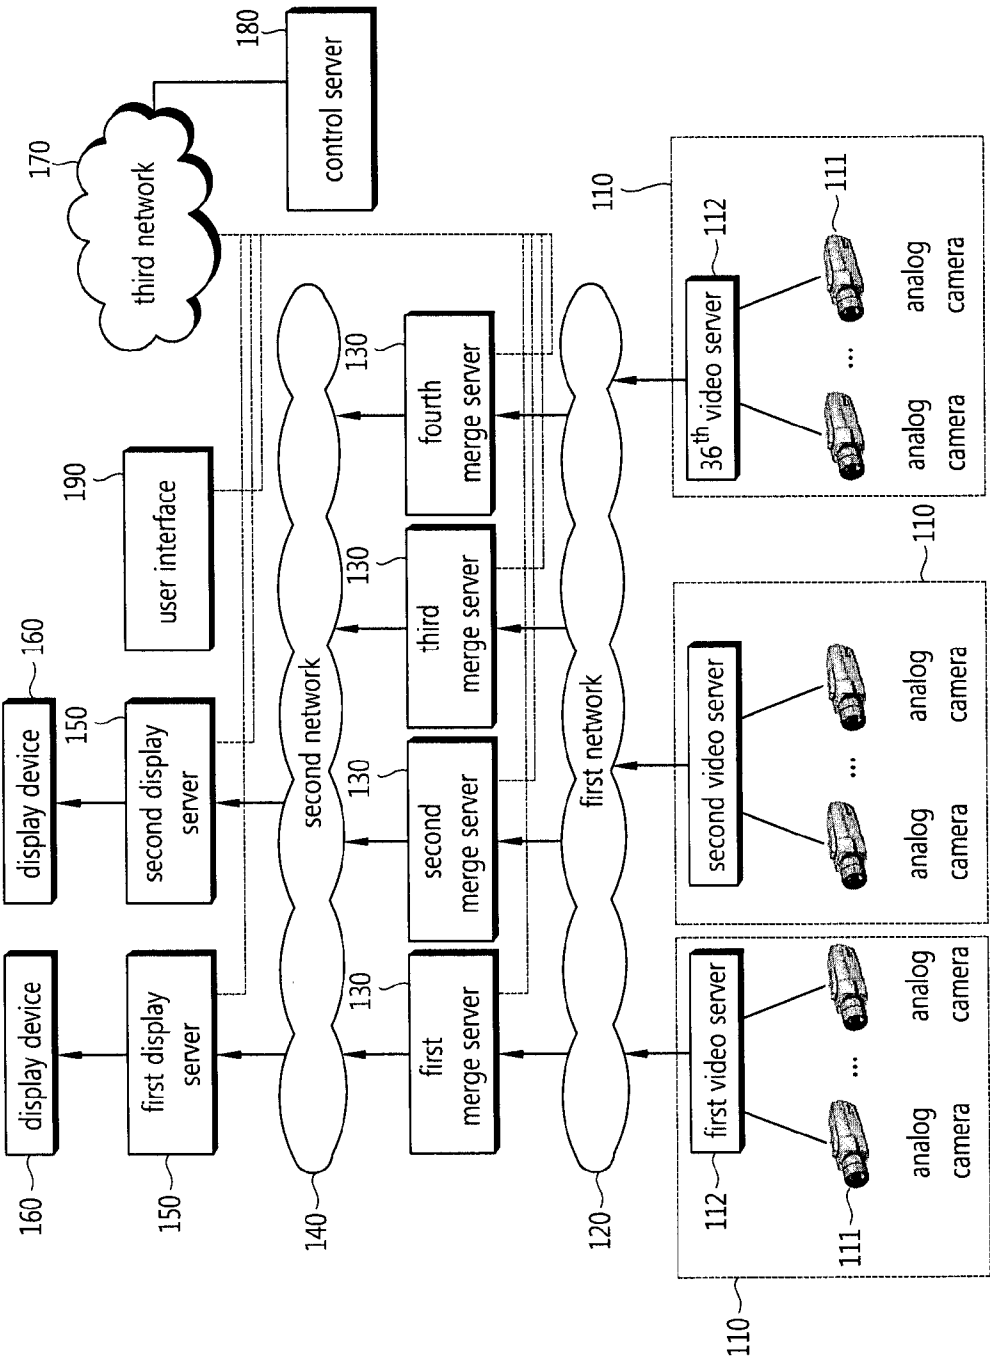 160
display device
160
display device
150
first display
server
150
second display
server
190
user interface
170
third network
180
control server
140
second network
130
first
merge server
130
second
merge server
130
third
merge server
130
fourth
merge server
120
first network
110
112
first video server
111
...
analog
camera
analog
camera
110
second video server
...
analog
camera
analog
camera
110
112
36th video server
111
...
analog
camera
analog
camera